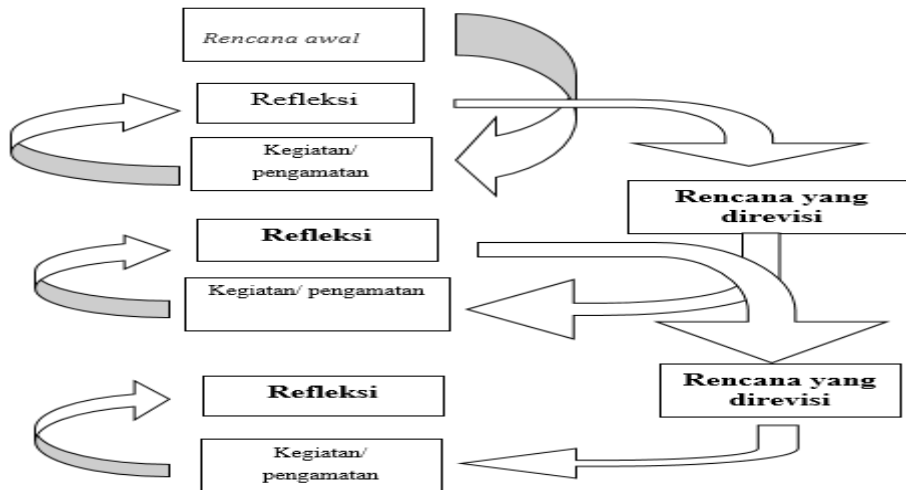 Rencana awal
Refleksi
Kegiatan/
pengamatan
Rencana yang
direvisi
Refleksi
Kegiatan/ pengamatan
Rencana yang
direvisi
Refleksi
Kegiatan/
pengamatan